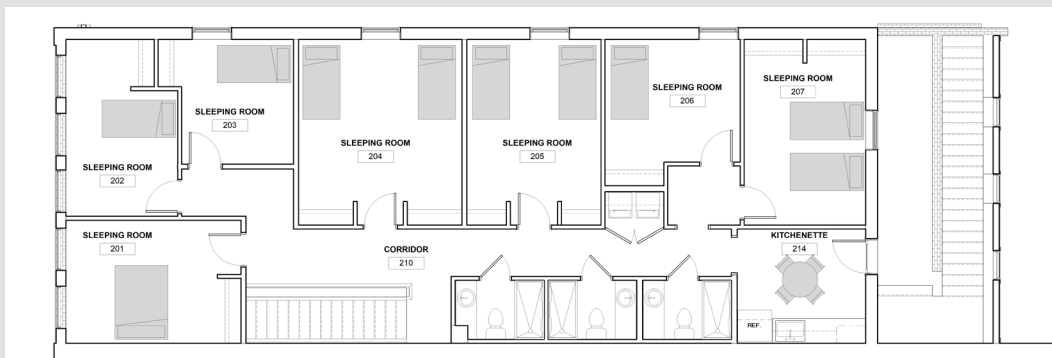 SLEEPING ROOM
203
SLEEPING ROOM
202
SLEEPING ROOM
204
SLEEPING ROOM
205
SLEEPING ROOM
206
SLEEPING ROOM
207
SLEEPING ROOM
201
CORRIDOR
210
KITCHENETTE
214
REF.